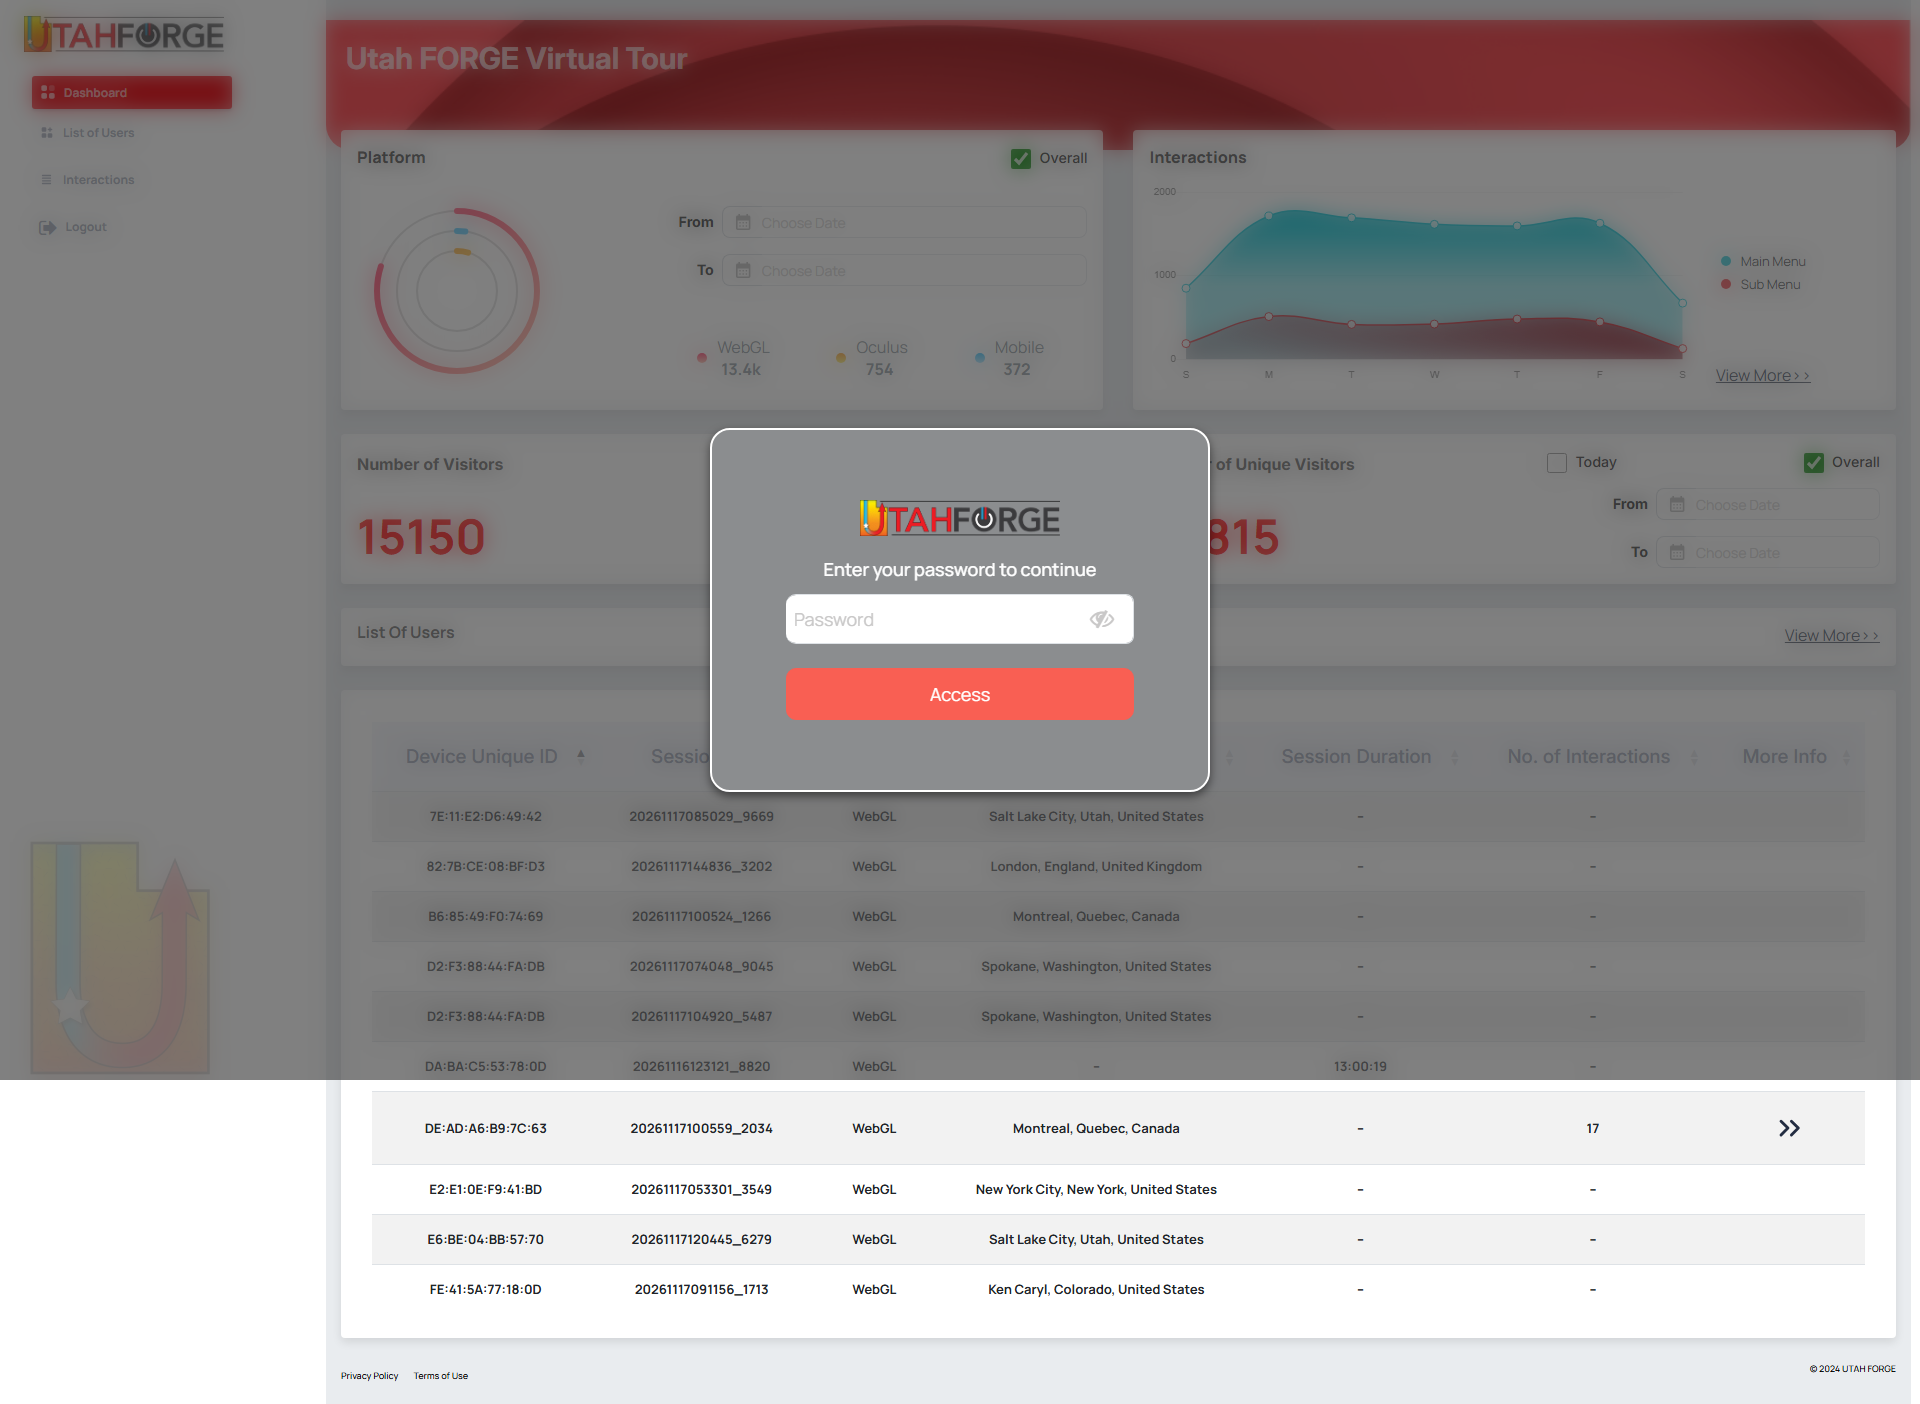 UTAHFORGE
Dashboard
List of Users
Interactions
Logout
Utah FORGE Virtual Tour
Platform
Overall
From
Choose Date
To
Choose Date
WebGL
13.4k
Oculus
754
Mobile
372
Interactions
2000
1000
0
S M T W T F S
Main Menu
Sub Menu
View More>>
Number of Visitors
15150
of Unique Visitors
815
Today
Overall
From
Choose Date
To
Choose Date
UTAHFORGE
Enter your password to continue
Password
Access
List Of Users
View More>>
Device Unique ID Sessio Session Duration No. of Interactions More Info
7E:11:E2:D6:49:42 20261117085029_9669 WebGL Salt Lake City, Utah, United States - -
82:7B:CE:08:BF:D3 20261117144836_3202 WebGL London, England, United Kingdom - -
B6:85:49:F0:74:69 20261117100524_1266 WebGL Montreal, Quebec, Canada - -
D2:F3:88:44:FA:DB 20261117074048_9045 WebGL Spokane, Washington, United States - -
D2:F3:88:44:FA:DB 20261117104920_5487 WebGL Spokane, Washington, United States - -
DA:BA:C5:53:78:0D 20261116123121_8820 WebGL - 13:00:19 -
DE:AD:A6:B9:7C:63 20261117100559_2034 WebGL Montreal, Quebec, Canada - 17
E2:E1:0E:F9:41:BD 20261117053301_3549 WebGL New York City, New York, United States - -
E6:BE:04:BB:57:70 20261117120445_6279 WebGL Salt Lake City, Utah, United States - -
FE:41:5A:77:18:0D 20261117091156_1713 WebGL Ken Caryl, Colorado, United States - -
Privacy Policy Terms of Use
© 2024 UTAH FORGE